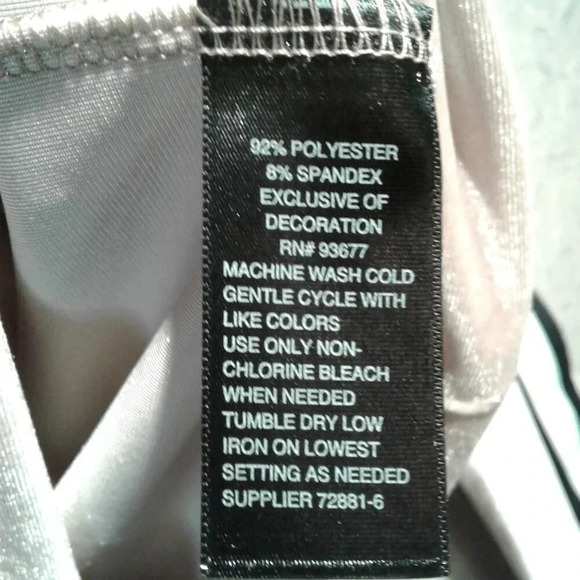 92% POLYESTER
8% SPANDEX
EXCLUSIVE OF
DECORATION
RN# 93677
MACHINE WASH COLD
GENTLE CYCLE WITH
LIKE COLORS
USE ONLY NON-
CHLORINE BLEACH
WHEN NEEDED
TUMBLE DRY LOW
IRON ON LOWEST
SETTING AS NEEDED
SUPPLIER 72881-6